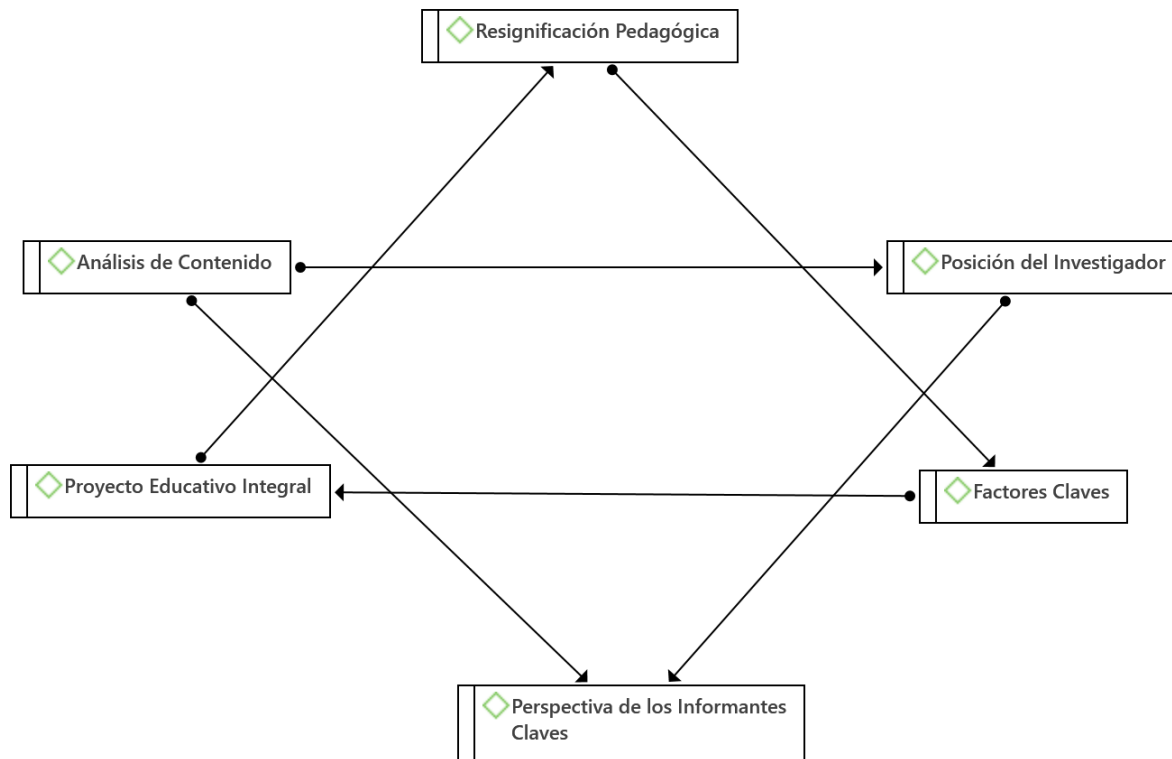 Resignificación Pedagógica
Análisis de Contenido
Posición del Investigador
Proyecto Educativo Integral
Factores Claves
Perspectiva de los Informantes
Claves